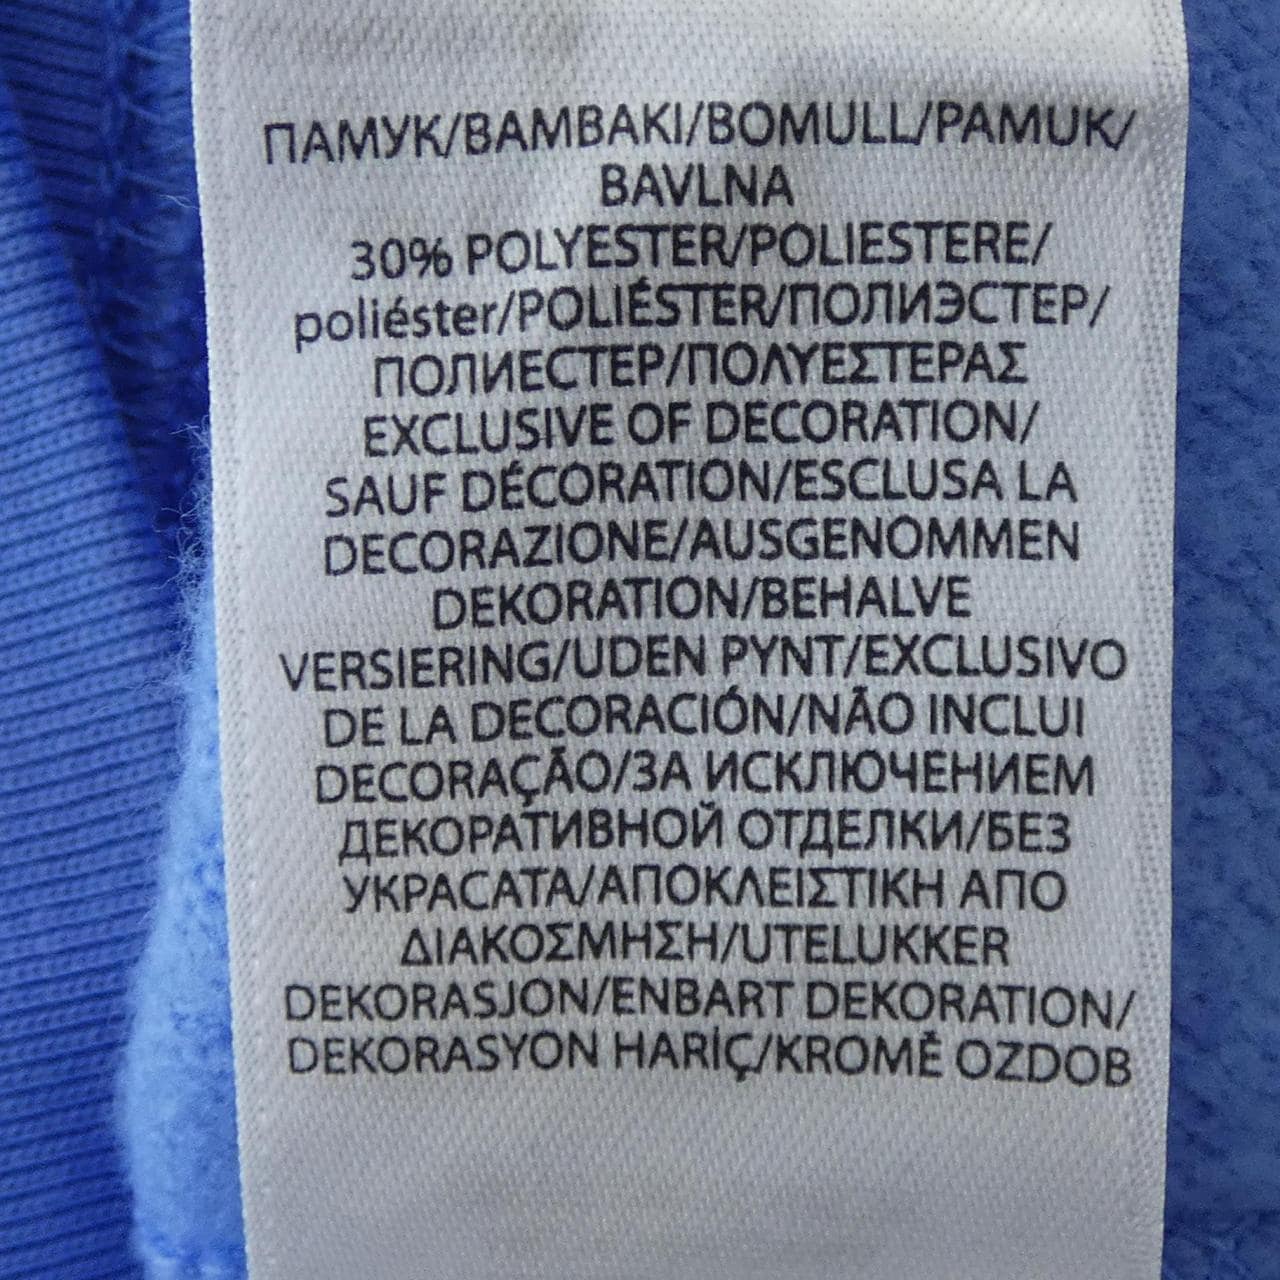 ПАМУК/BAMBAKI/BOMULL/PAMUK/
BAVLNA
30% POLYESTER/POLIESTERE/
poliéster/POLIÉSTER/ПОЛИЭСТЕР/
ПОЛИЕСТЕР/ΠΟΛΥΕΣΤΕΡΑΣ
EXCLUSIVE OF DECORATION/
SAUF DÉCORATION/ESCLUSA LA
DECORAZIONE/AUSGENOMMEN
DEKORATION/BEHALVE
VERSIERING/UDEN PYNT/EXCLUSIVO
DE LA DECORACIÓN/NÃO INCLUI
DECORAÇÃO/ЗА ИСКЛЮЧЕНИЕМ
ДЕКОРАТИВНОЙ ОТДЕЛКИ/БЕЗ
УКРАСАТА/ΑΠΟΚΛΕΙΣΤΙΚΗ ΑΠΟ
ΔΙΑΚΟΣΜΗΣΗ/UTELUKKER
DEKORASJON/ENBART DEKORATION/
DEKORASYON HARİÇ/KROMĚ OZDOB